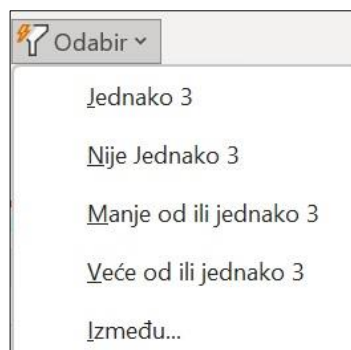 Odabir
Jednako 3
Nije Jednako 3
Manje od ili jednako 3
Veće od ili jednako 3
Između...